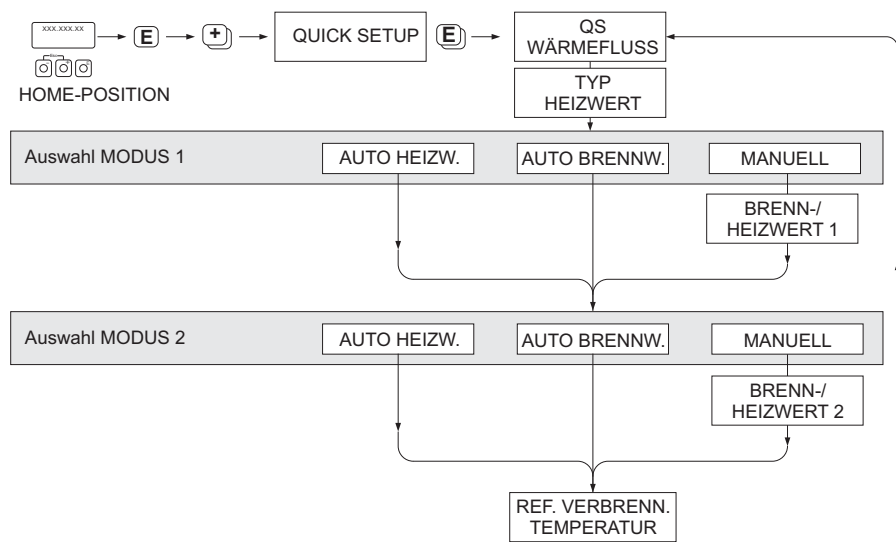 xxx.xxx.xx
Esc
E
+
QUICK SETUP
E
QS
WÄRMEFLUSS
HOME-POSITION
TYP
HEIZWERT
Auswahl MODUS 1
AUTO HEIZW.
AUTO BRENNW.
MANUELL
BRENN-/
HEIZWERT 1
Auswahl MODUS 2
AUTO HEIZW.
AUTO BRENNW.
MANUELL
BRENN-/
HEIZWERT 2
REF. VERBRENN.
TEMPERATUR